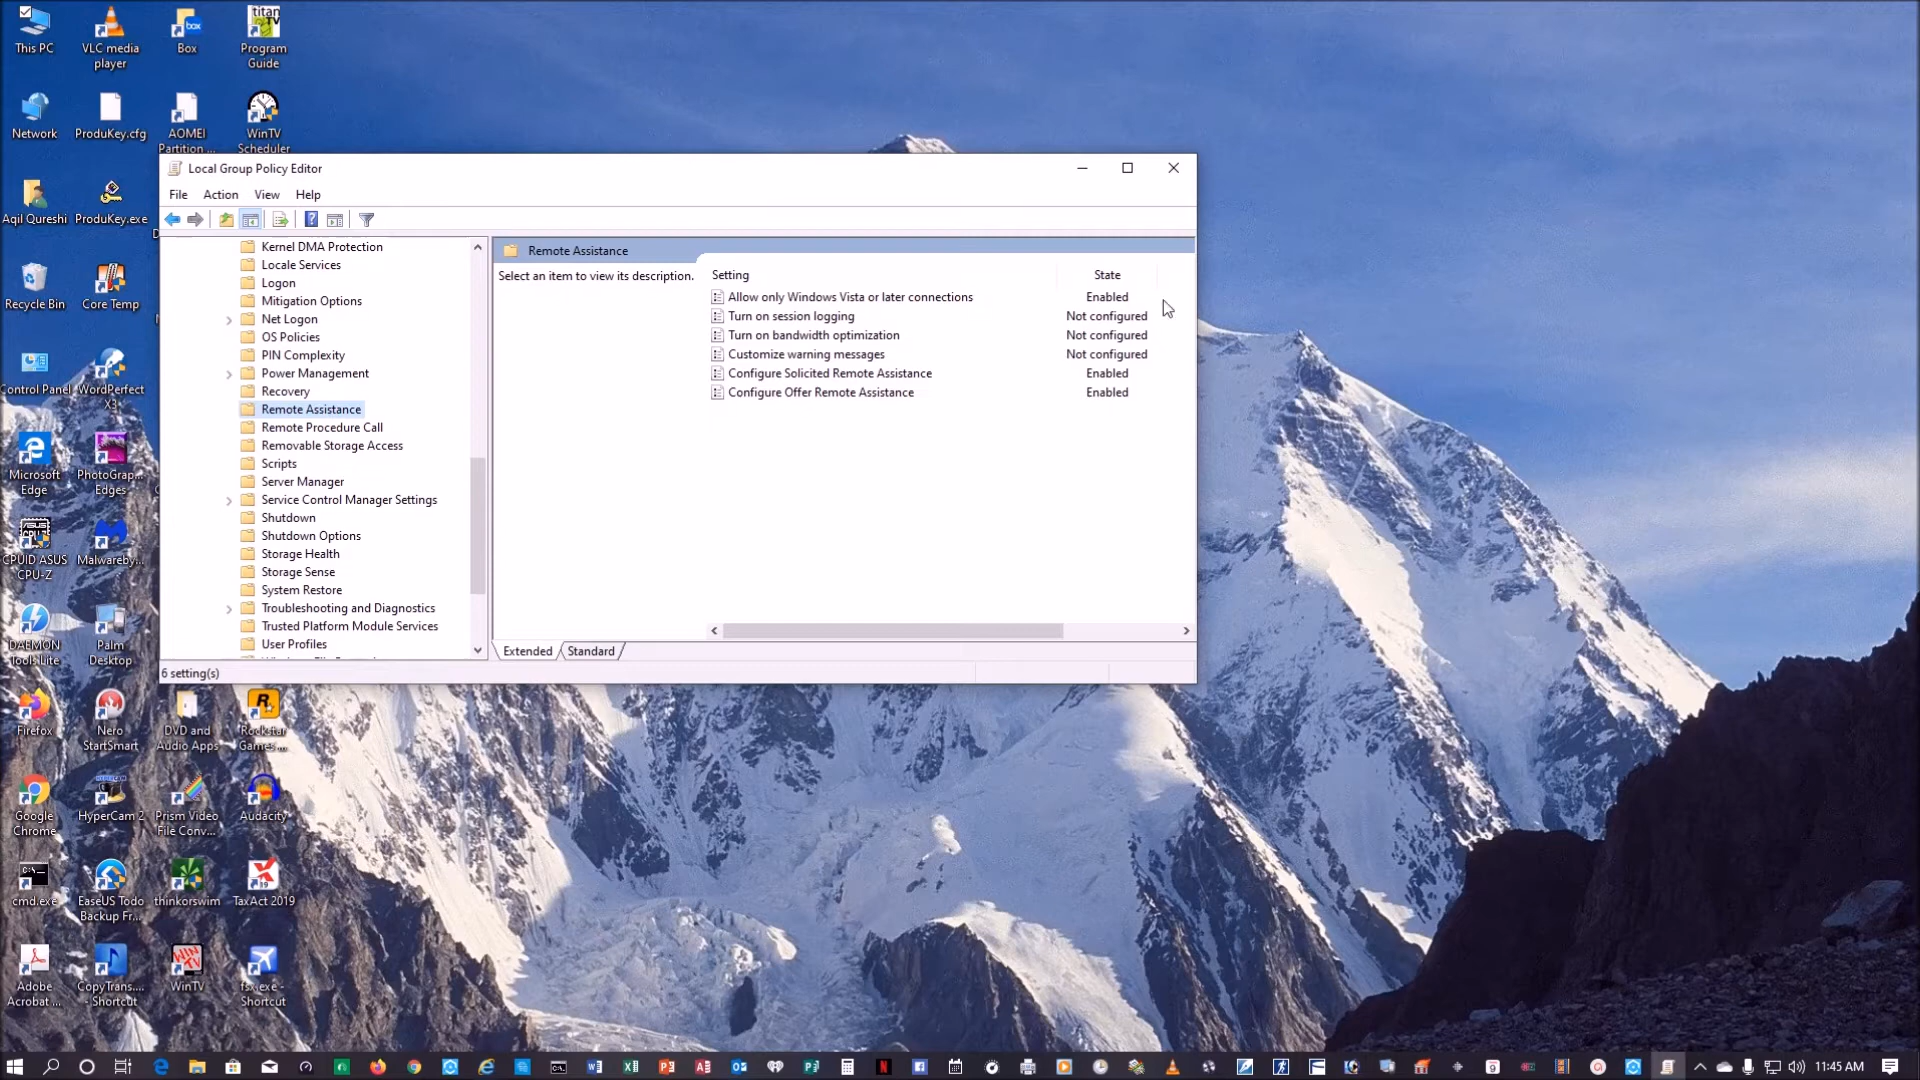 This PC
VLC media
player
Box
titan
TV
Program
Guide
Network
ProduKey.cfg
AOMEI
Partition ...
WinTV
Scheduler
Aqil Qureshi
ProduKey.exe
Recycle Bin
Core Temp
Control Panel
WordPerfect
X3
Microsoft
Edge
PhotoGrap...
Edges
CPUID ASUS
CPU-Z
Malwareby...
DAEMON
Tools Lite
Palm
Desktop
Firefox
Nero
StartSmart
DVD and
Audio Apps
Rockstar
Games ...
Google
Chrome
HyperCam 2
Prism Video
File Conv...
Audacity
cmd.exe
EaseUS Todo
Backup Fr...
thinkorswim
TaxAct 2019
Adobe
Acrobat ...
CopyTrans....
- Shortcut
WinTV
fsx.exe -
Shortcut
Local Group Policy Editor
File Action View Help
Kernel DMA Protection
Locale Services
Logon
Mitigation Options
Net Logon
OS Policies
PIN Complexity
Power Management
Recovery
Remote Assistance
Remote Procedure Call
Removable Storage Access
Scripts
Server Manager
Service Control Manager Settings
Shutdown
Shutdown Options
Storage Health
Storage Sense
System Restore
Troubleshooting and Diagnostics
Trusted Platform Module Services
User Profiles
Remote Assistance
Select an item to view its description.
Setting State
Allow only Windows Vista or later connections Enabled
Turn on session logging Not configured
Turn on bandwidth optimization Not configured
Customize warning messages Not configured
Configure Solicited Remote Assistance Enabled
Configure Offer Remote Assistance Enabled
Extended Standard
6 setting(s)
11:45 AM